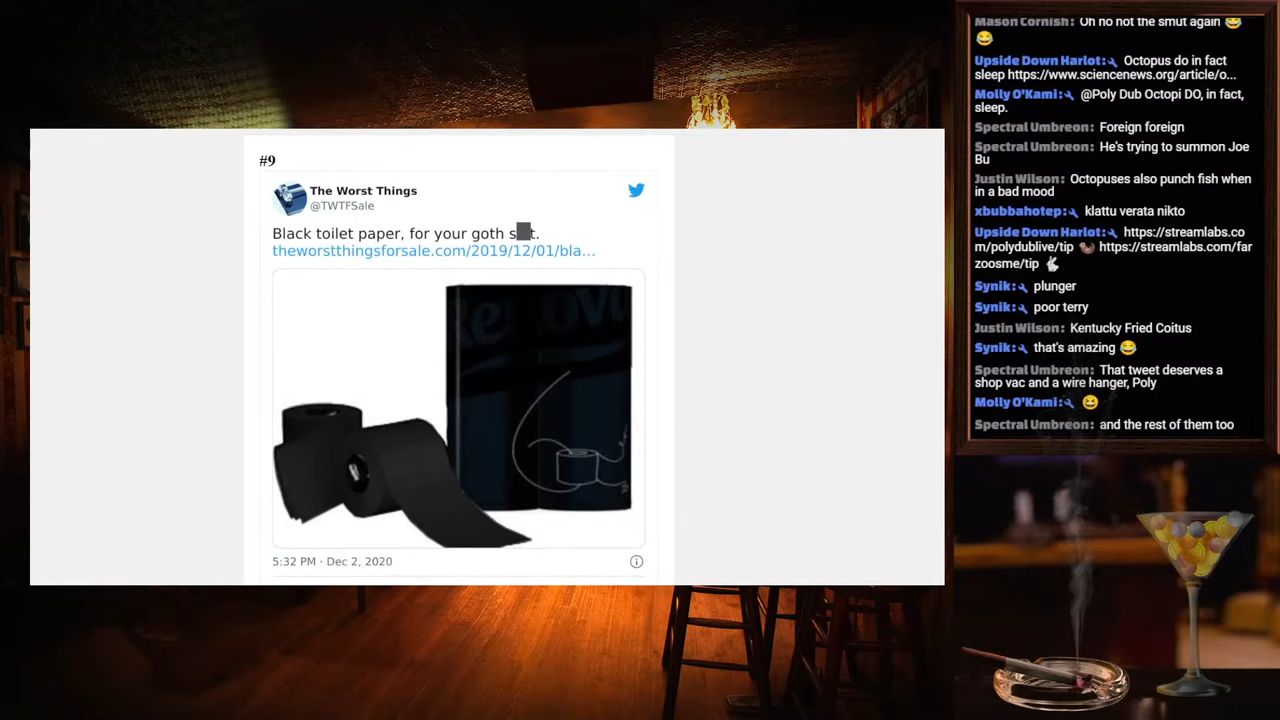 #9
The Worst Things
@TWTFSale
Black toilet paper, for your goth s t.
theworstthingsforsale.com/2019/12/01/bla…
Renova
5:32 PM · Dec 2, 2020
Mason Cornish: Oh no not the smut again 😂
😂
Upside Down Harlot: Octopus do in fact
sleep https://www.sciencenews.org/article/o...
Molly O'Kami: @Poly Dub Octopi DO, in fact,
sleep.
Spectral Umbreon: Foreign foreign
Spectral Umbreon: He's trying to summon Joe
Bu
Justin Wilson: Octopuses also punch fish when
in a bad mood
xbubbahotep: klattu verata nikto
Upside Down Harlot: https://streamlabs.co
m/polydublive/tip 🦦 https://streamlabs.com/far
zoosme/tip 🐇
Synik: plunger
Synik: poor terry
Justin Wilson: Kentucky Fried Coitus
Synik: that's amazing 😂
Spectral Umbreon: That tweet deserves a
shop vac and a wire hanger, Poly
Molly O'Kami: 😆
Spectral Umbreon: and the rest of them too